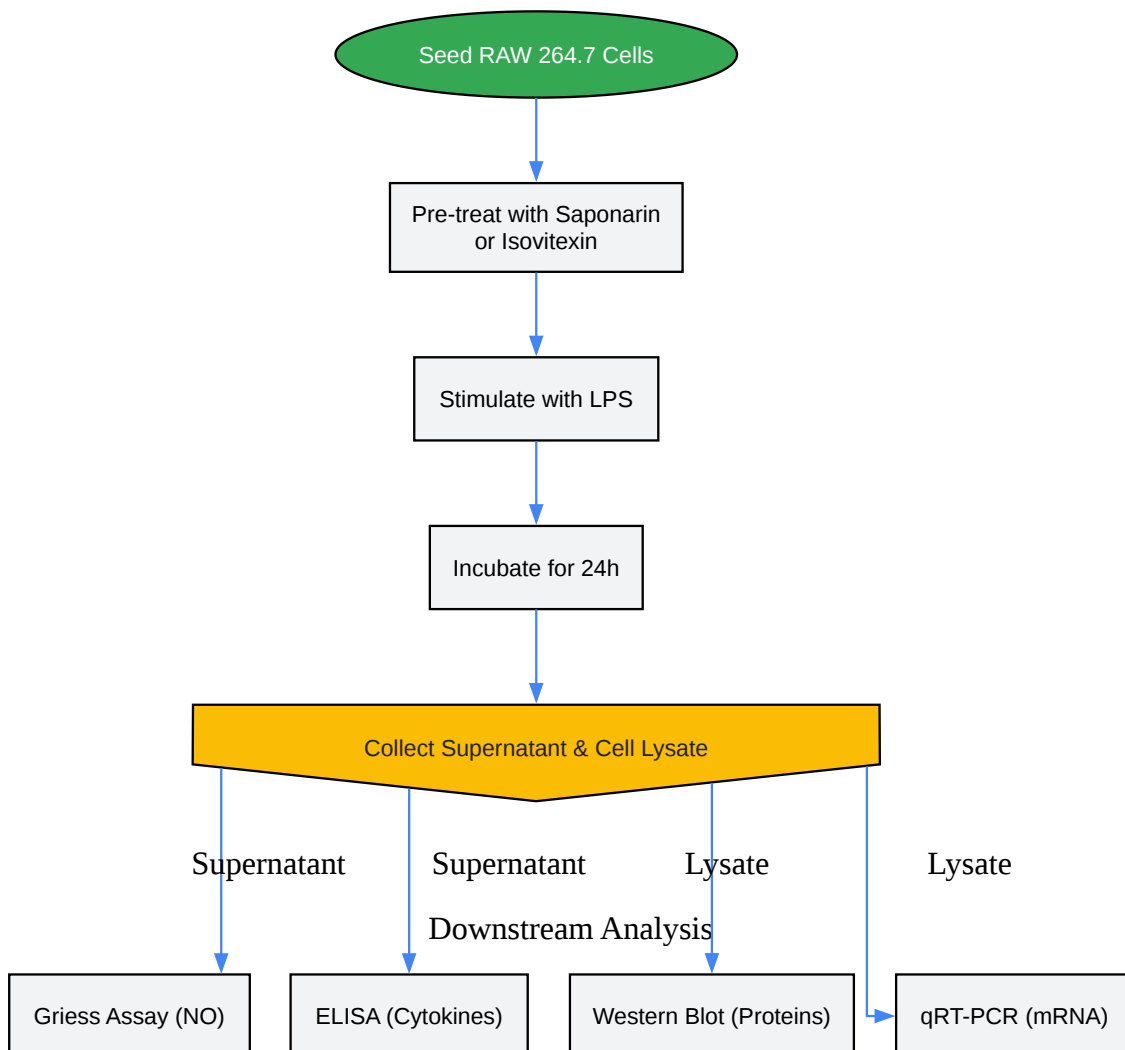 Seed RAW 264.7 Cells
Pre-treat with Saponarin
or Isovitexin
Stimulate with LPS
Incubate for 24h
Collect Supernatant & Cell Lysate
Supernatant
Supernatant
Lysate
Lysate
Downstream Analysis
Griess Assay (NO)
ELISA (Cytokines)
Western Blot (Proteins)
qRT-PCR (mRNA)